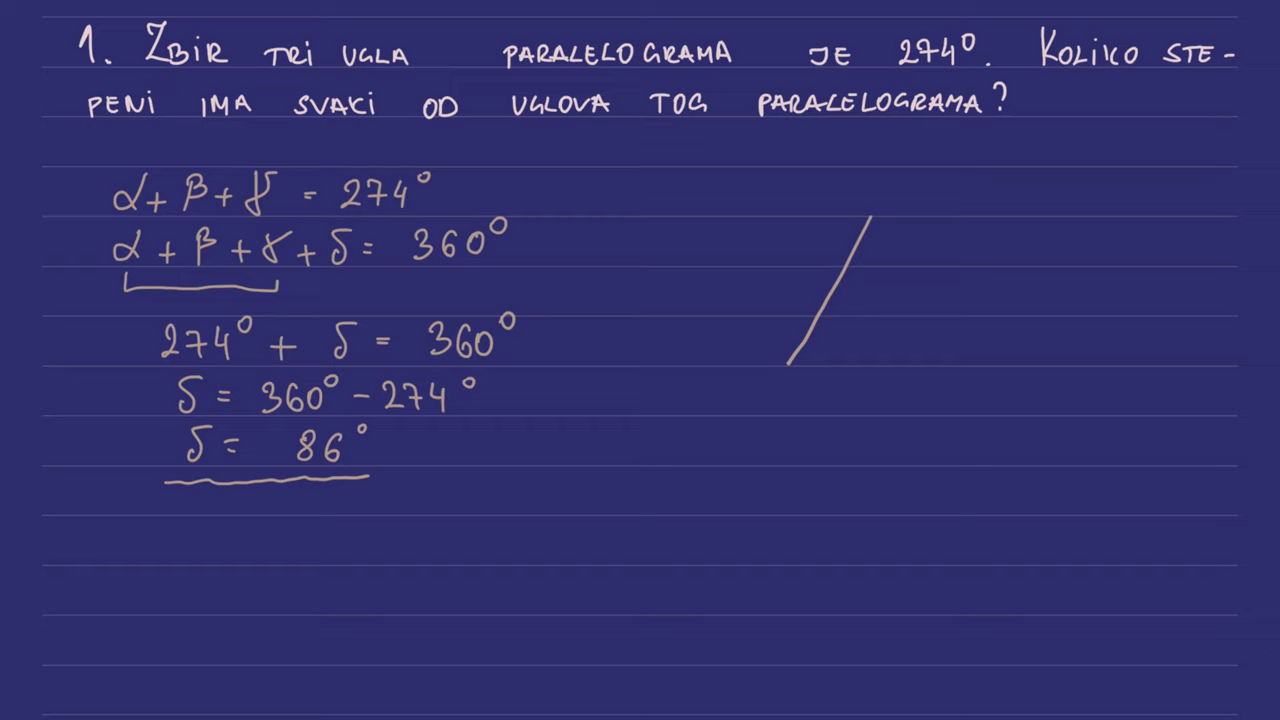 1. ZBIR TRI UGLA PARALELOGRAMA JE 274°. KOLIKO STE-
PENI IMA SVAKI OD UGLOVA TOG PARALELOGRAMA?
α + β + γ = 274°
α + β + γ + δ = 360°
274° + δ = 360°
δ = 360° - 274°
δ = 86°